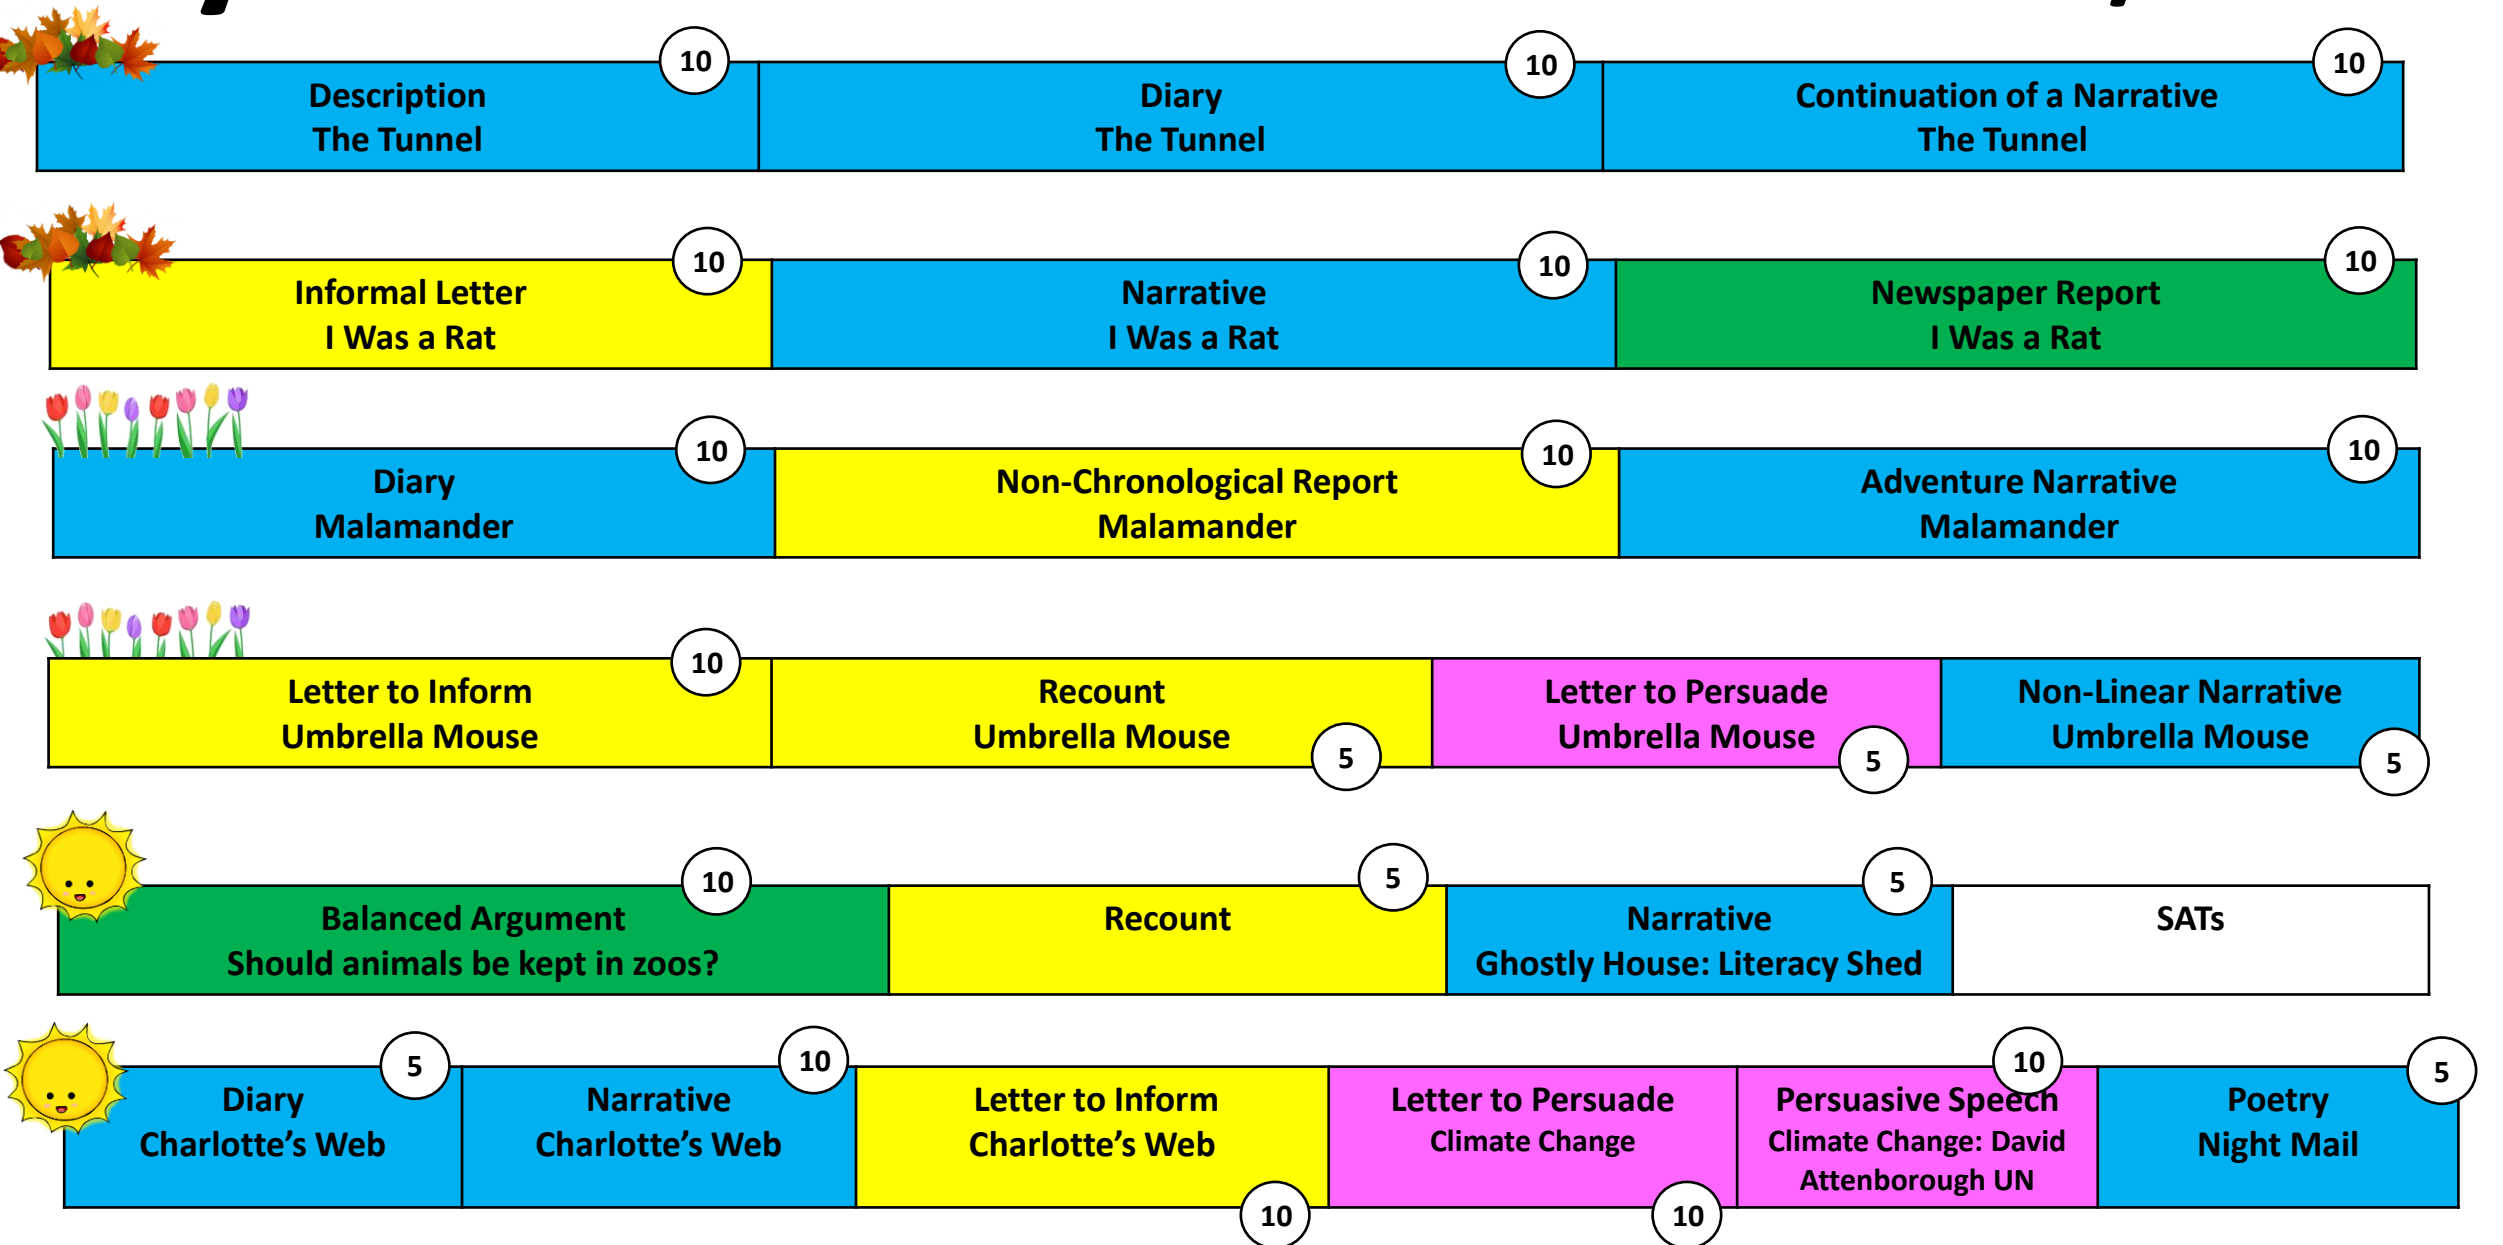 10
10
10
Description
The Tunnel
Diary
The Tunnel
Continuation of a Narrative
The Tunnel
10
10
10
Informal Letter
I Was a Rat
Narrative
I Was a Rat
Newspaper Report
I Was a Rat
10
10
10
Diary
Malamander
Non-Chronological Report
Malamander
Adventure Narrative
Malamander
10
Letter to Inform
Umbrella Mouse
Recount
Umbrella Mouse
5
Letter to Persuade
Umbrella Mouse
5
Non-Linear Narrative
Umbrella Mouse
5
10
5
5
Balanced Argument
Should animals be kept in zoos?
Recount
Narrative
Ghostly House: Literacy Shed
SATs
5
10
10
5
Diary
Charlotte's Web
Narrative
Charlotte's Web
Letter to Inform
Charlotte's Web
10
Letter to Persuade
Climate Change
10
Persuasive Speech
Climate Change: David
Attenborough UN
Poetry
Night Mail